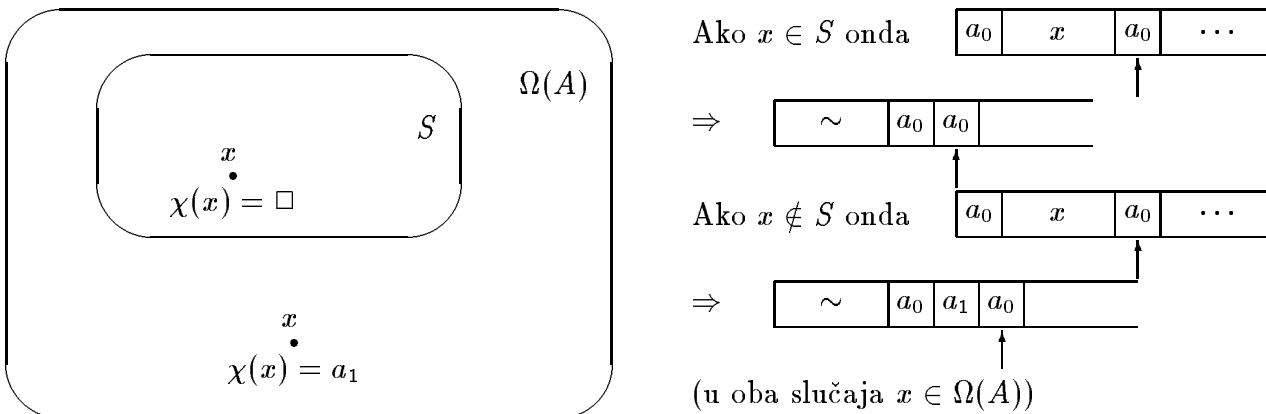 Ω(A)
S
x
χ(x) = □
x
χ(x) = a₁
Ako x ∈ S onda a₀ x a₀ ⋯
⇒ ∼ a₀ a₀
Ako x ∉ S onda a₀ x a₀ ⋯
⇒ ∼ a₀ a₁ a₀
(u oba slučaja x ∈ Ω(A))